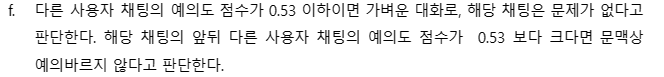 f. 다른 사용자 채팅의 예의도 점수가 0.53 이하이면 가벼운 대화로, 해당 채팅은 문제가 없다고
판단한다. 해당 채팅의 앞뒤 다른 사용자 채팅의 예의도 점수가 0.53 보다 크다면 문맥상
예의바르지 않다고 판단한다.